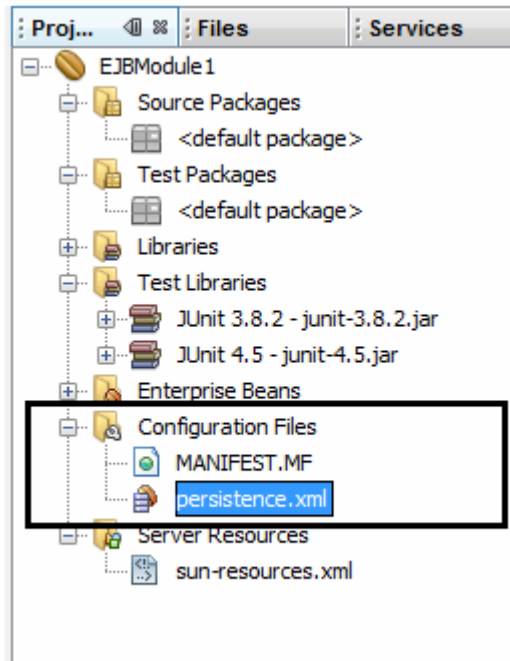 Proj... Files Services
EJBModule1
Source Packages
<default package>
Test Packages
<default package>
Libraries
Test Libraries
JUnit 3.8.2 - junit-3.8.2.jar
JUnit 4.5 - junit-4.5.jar
Enterprise Beans
Configuration Files
MANIFEST.MF
persistence.xml
Server Resources
sun-resources.xml